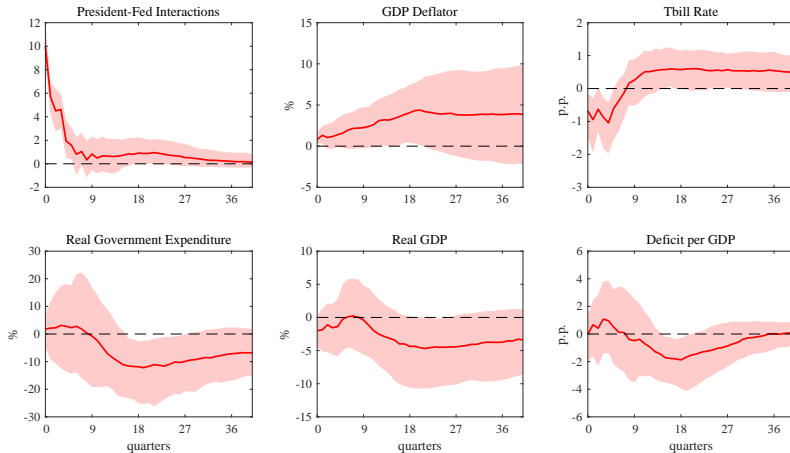 President-Fed Interactions
12
10
8
6
4
2
0
-2
0 9 18 27 36
GDP Deflator
%
15
10
5
0
-5
0 9 18 27 36
Tbill Rate
p.p.
2
1
0
-1
-2
-3
0 9 18 27 36
Real Government Expenditure
%
30
20
10
0
-10
-20
-30
0 9 18 27 36
quarters
Real GDP
%
10
5
0
-5
-10
-15
0 9 18 27 36
quarters
Deficit per GDP
p.p.
6
4
2
0
-2
-4
-6
0 9 18 27 36
quarters